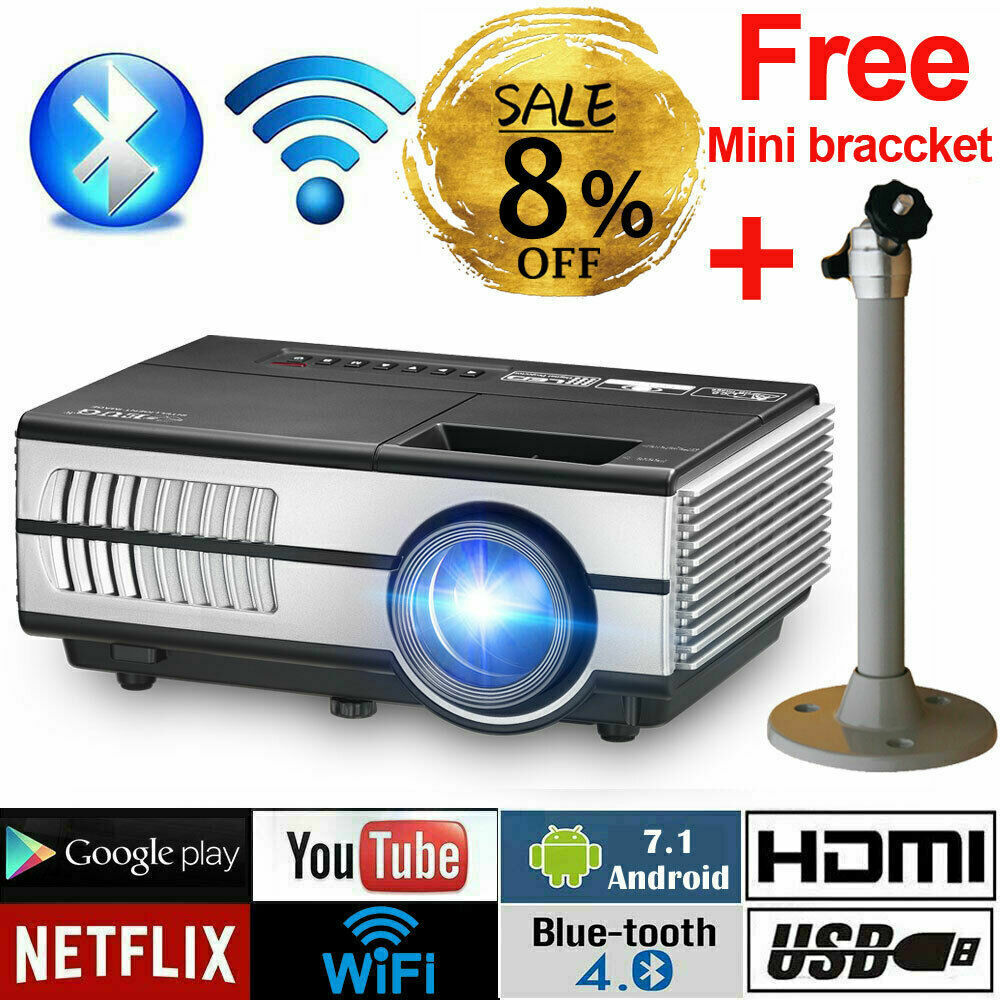 SALE
8%
OFF
Free
Mini braccket
+
Google play
YouTube
7.1
Android
HDMI
NETFLIX
WiFi
Blue-tooth
4.0
USB